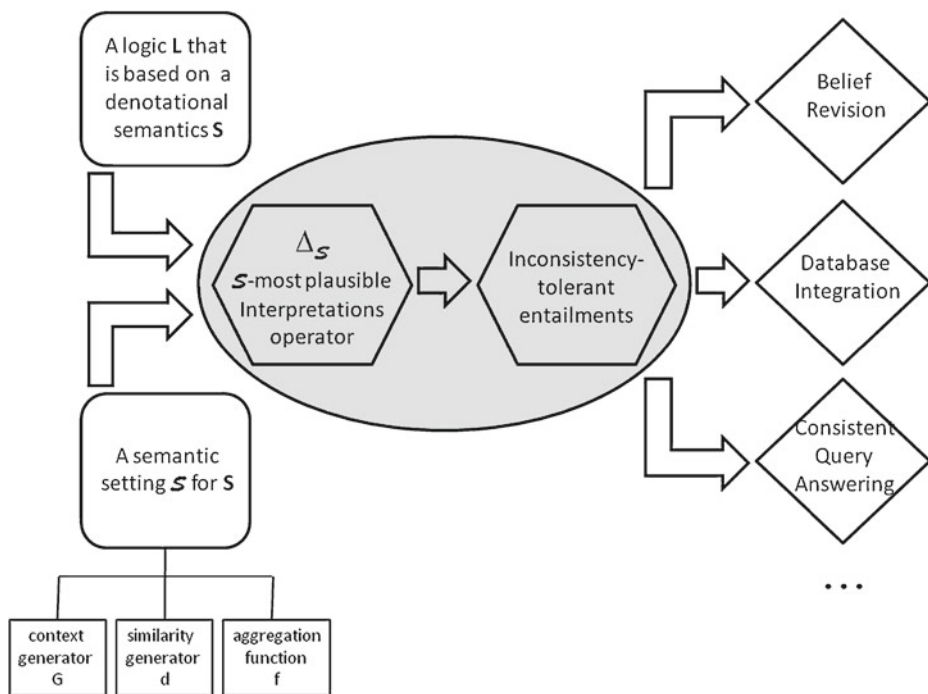 A logic L that
is based on a
denotational
semantics S
Belief
Revision
Δ𝓢
𝓢-most plausible
Interpretations
operator
Inconsistency-
tolerant
entailments
Database
Integration
A semantic
setting 𝓢 for S
Consistent
Query
Answering
...
context
generator
G
similarity
generator
d
aggregation
function
f